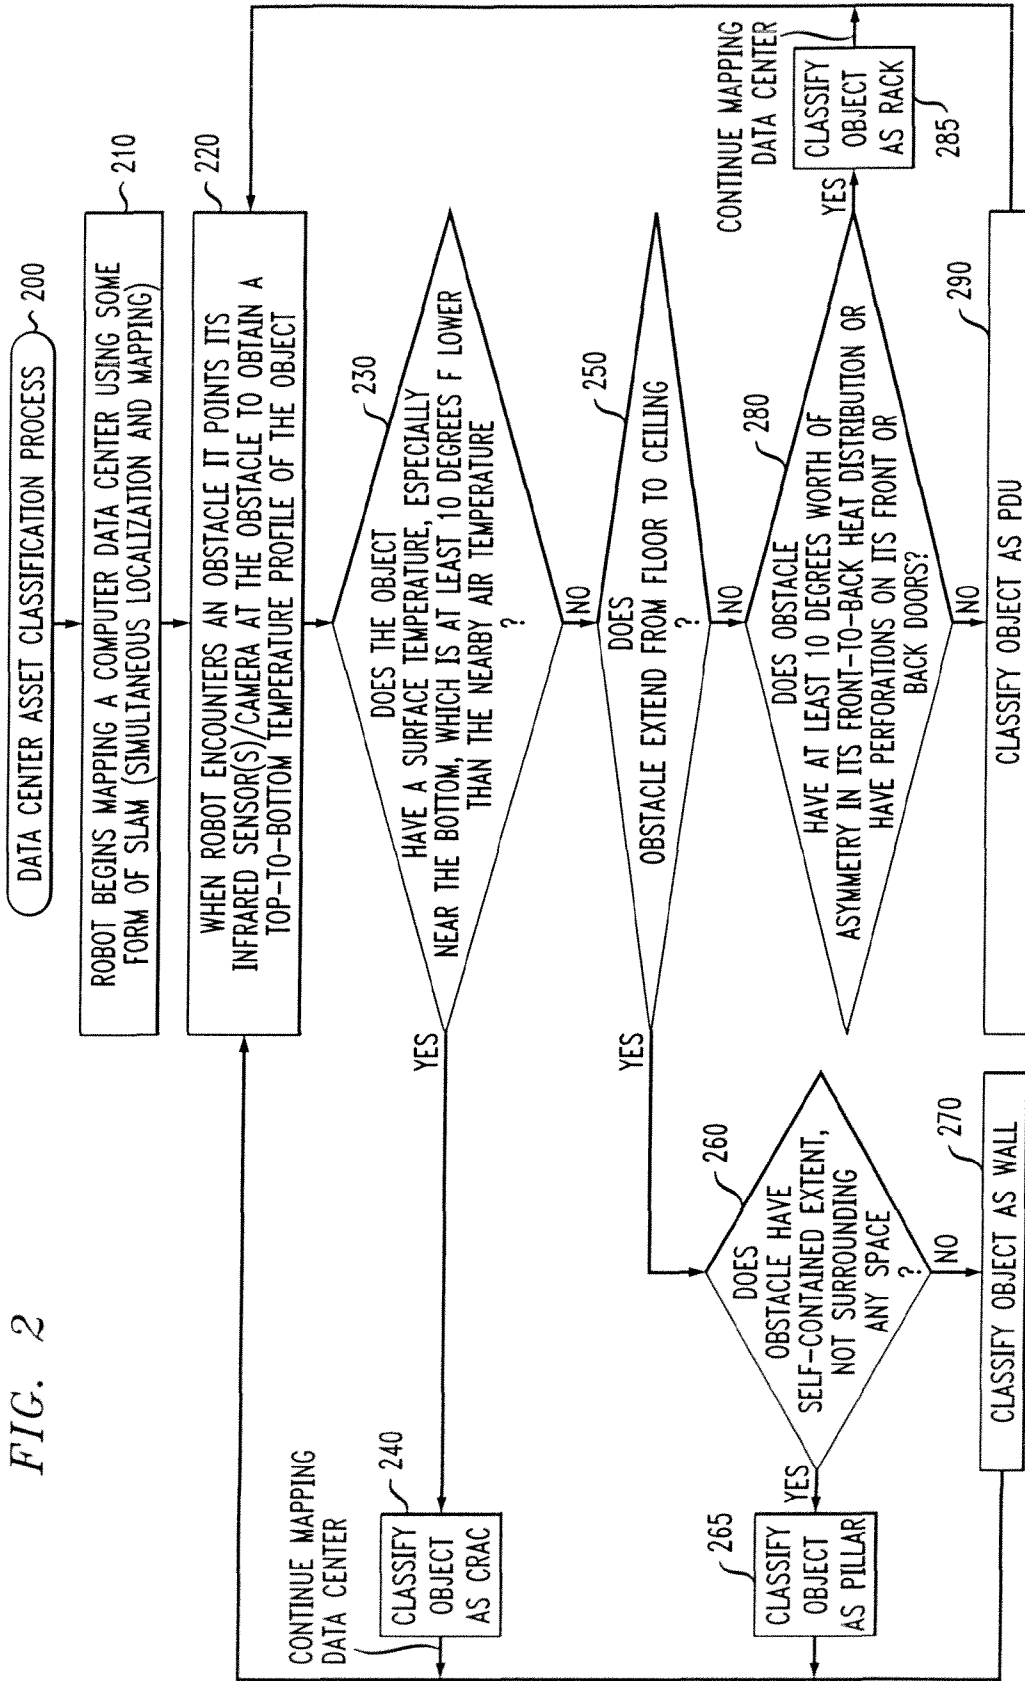 FIG. 2
DATA CENTER ASSET CLASSIFICATION PROCESS
200
ROBOT BEGINS MAPPING A COMPUTER DATA CENTER USING SOME
FORM OF SLAM (SIMULTANEOUS LOCALIZATION AND MAPPING)
210
WHEN ROBOT ENCOUNTERS AN OBSTACLE IT POINTS ITS
INFRARED SENSOR(S)/CAMERA AT THE OBSTACLE TO OBTAIN A
TOP-TO-BOTTOM TEMPERATURE PROFILE OF THE OBJECT
220
DOES THE OBJECT
HAVE A SURFACE TEMPERATURE, ESPECIALLY
NEAR THE BOTTOM, WHICH IS AT LEAST 10 DEGREES F LOWER
THAN THE NEARBY AIR TEMPERATURE
?
230
YES
NO
CONTINUE MAPPING
DATA CENTER
CLASSIFY
OBJECT
AS CRAC
240
DOES
OBSTACLE EXTEND FROM FLOOR TO CEILING
?
250
YES
NO
DOES
OBSTACLE HAVE
SELF-CONTAINED EXTENT,
NOT SURROUNDING
ANY SPACE
?
260
YES
NO
CLASSIFY
OBJECT
AS PILLAR
265
CLASSIFY OBJECT AS WALL
270
DOES OBSTACLE
HAVE AT LEAST 10 DEGREES WORTH OF
ASYMMETRY IN ITS FRONT-TO-BACK HEAT DISTRIBUTION OR
HAVE PERFORATIONS ON ITS FRONT OR
BACK DOORS?
280
YES
NO
CONTINUE MAPPING
DATA CENTER
CLASSIFY
OBJECT
AS RACK
285
CLASSIFY OBJECT AS PDU
290